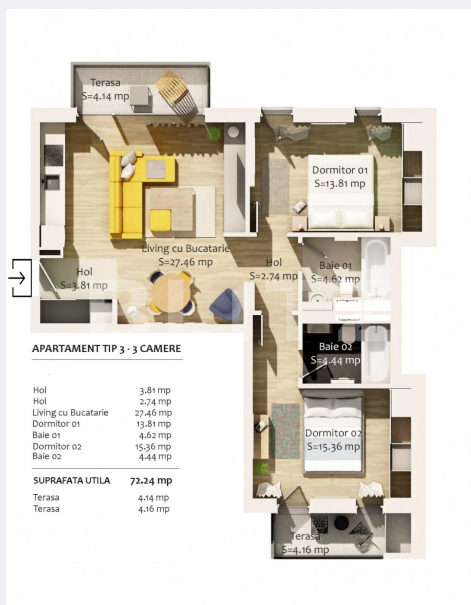 Terasa
S=4.14 mp
Dormitor 01
S=13.81 mp
Living cu Bucatarie
S=27.46 mp
Hol
S=3.81 mp
Hol
S=2.74 mp
Baie 01
S=4.62 mp
Baie 02
S=4.44 mp
Dormitor 02
S=15.36 mp
Terasa
S=4.16 mp
APARTAMENT TIP 3 - 3 CAMERE
Hol 3.81 mp
Hol 2.74 mp
Living cu Bucatarie 27.46 mp
Dormitor 01 13.81 mp
Baie 01 4.62 mp
Dormitor 02 15.36 mp
Baie 02 4.44 mp
SUPRAFATA UTILA 72.24 mp
Terasa 4.14 mp
Terasa 4.16 mp